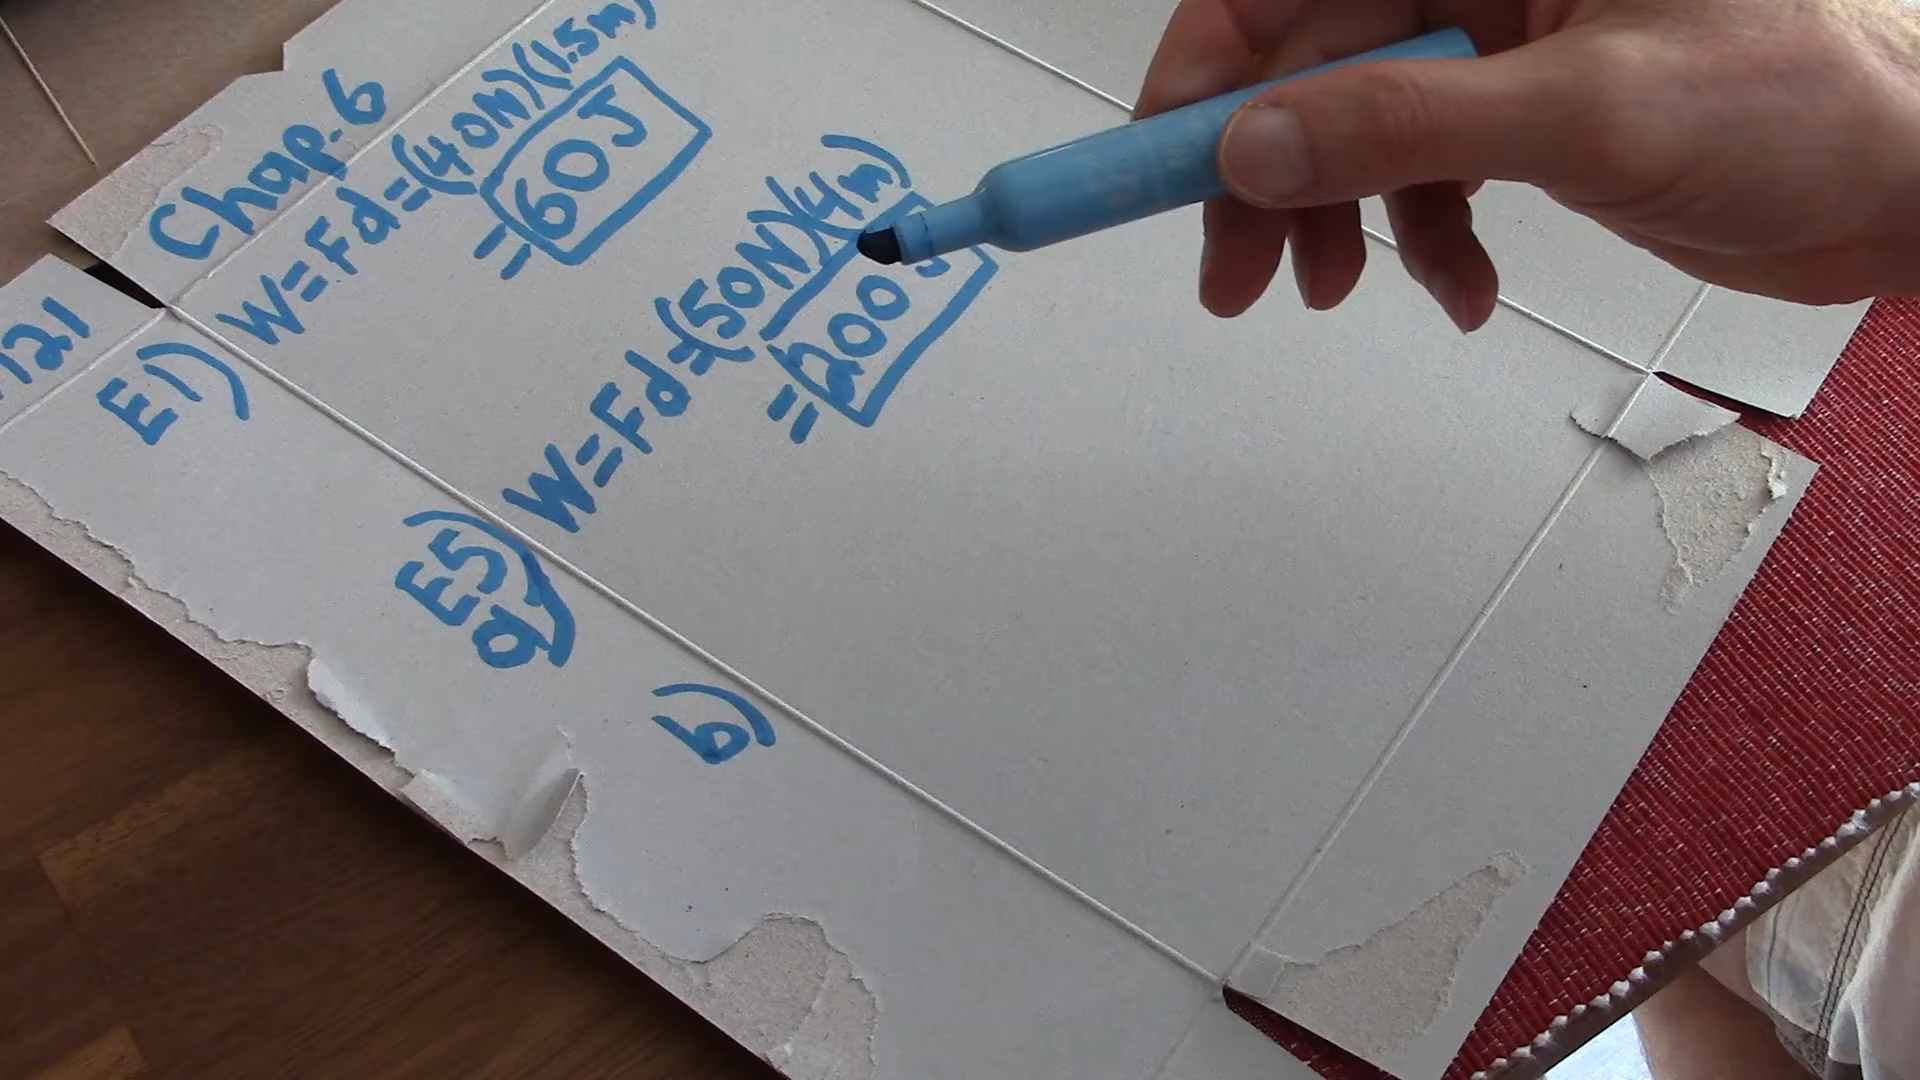 Chap. 6
121
E1) W=Fd=(40N)(1.5m)
=60J
E5)
a) W=Fd=(50N)(4m)
=200J
b)